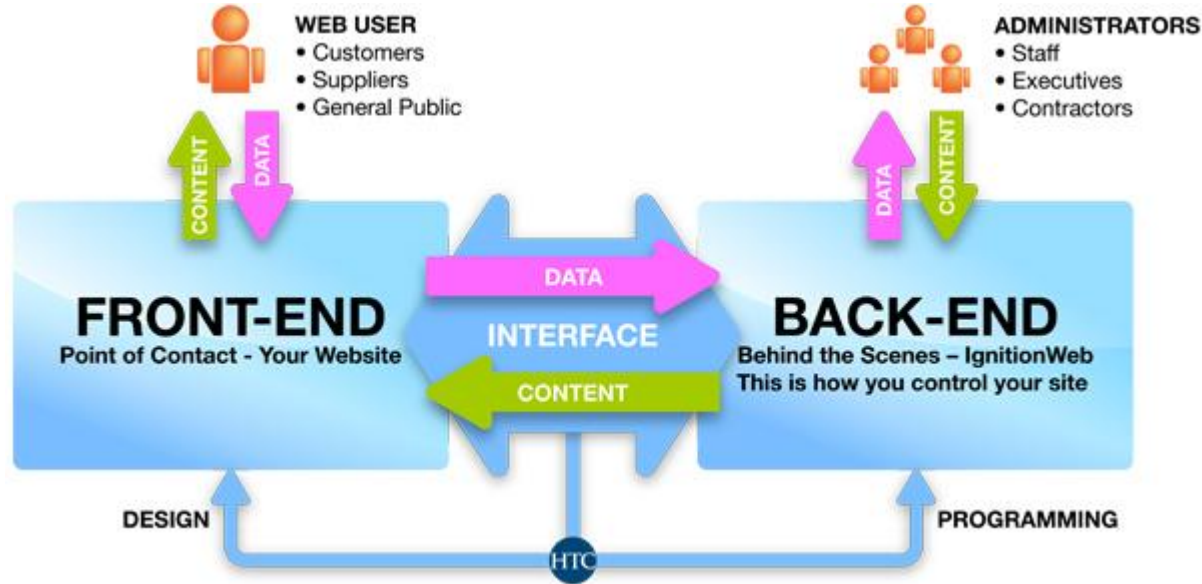 WEB USER
• Customers
• Suppliers
• General Public
ADMINISTRATORS
• Staff
• Executives
• Contractors
CONTENT
DATA
DATA
CONTENT
FRONT-END
Point of Contact - Your Website
DATA
INTERFACE
CONTENT
BACK-END
Behind the Scenes – IgnitionWeb
This is how you control your site
DESIGN
HTC
PROGRAMMING